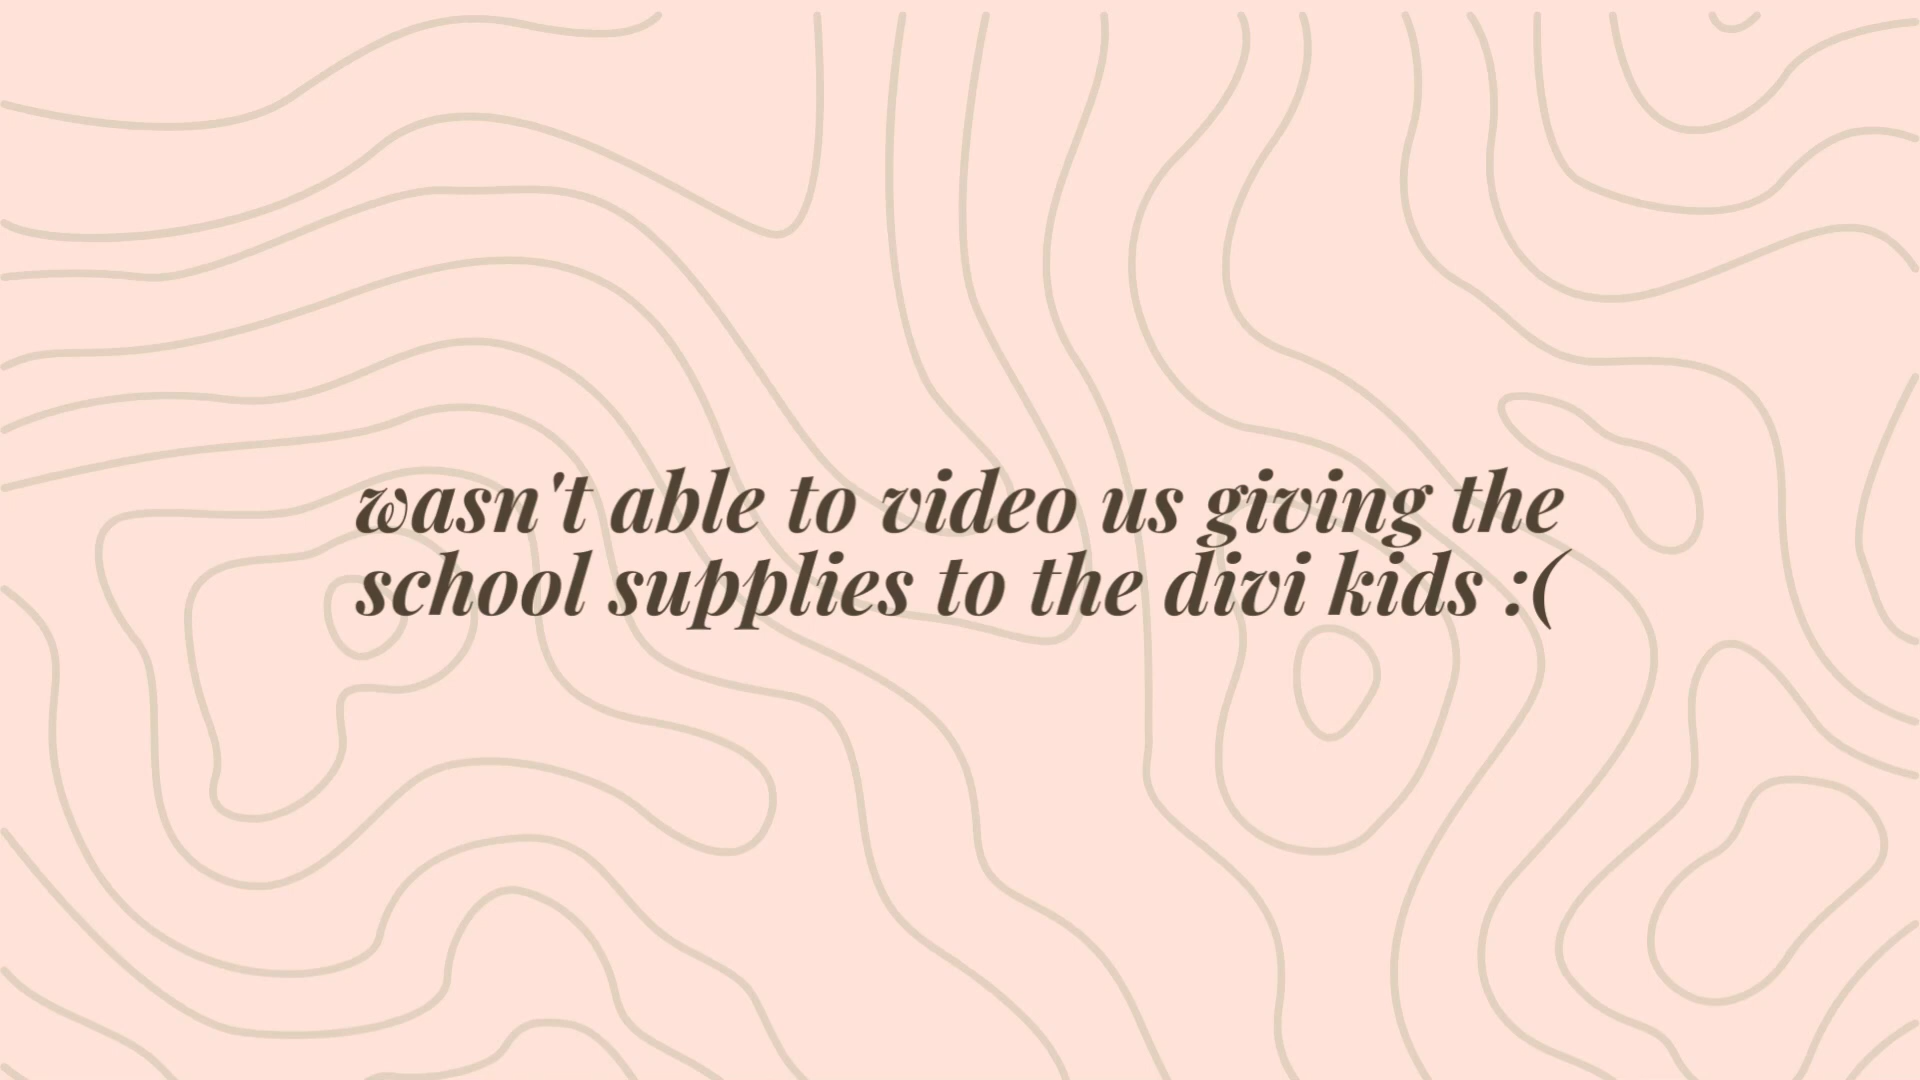 wasn't able to video us giving the
school supplies to the divi kids :(